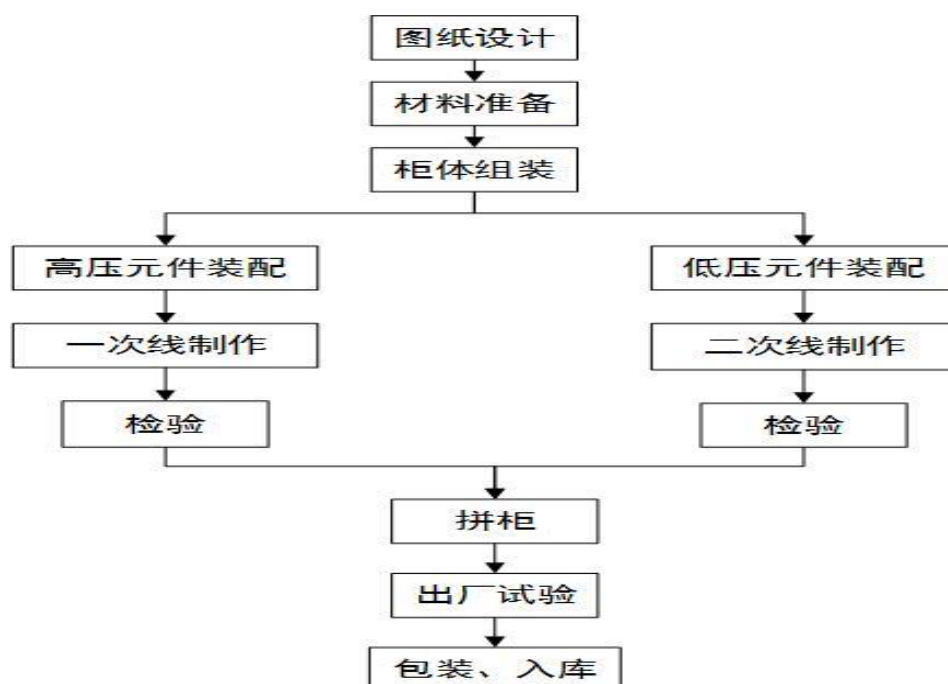 图纸设计
材料准备
柜体组装
高压元件装配
低压元件装配
一次线制作
二次线制作
检验
检验
拼柜
出厂试验
包装、入库